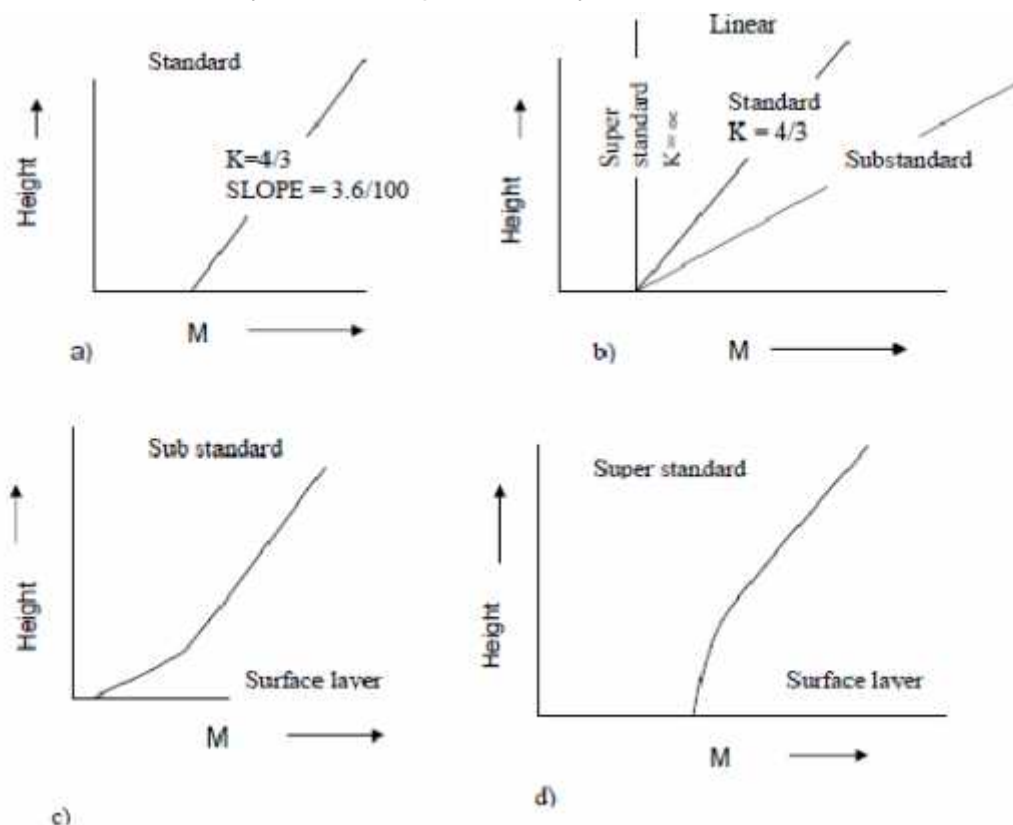 Standard
Height
K=4/3
SLOPE = 3.6/100
M
a)
Linear
Super
standard
K = ∞
Standard
K = 4/3
Substandard
Height
M
b)
Sub standard
Height
Surface layer
M
c)
Super standard
Height
Surface layer
M
d)